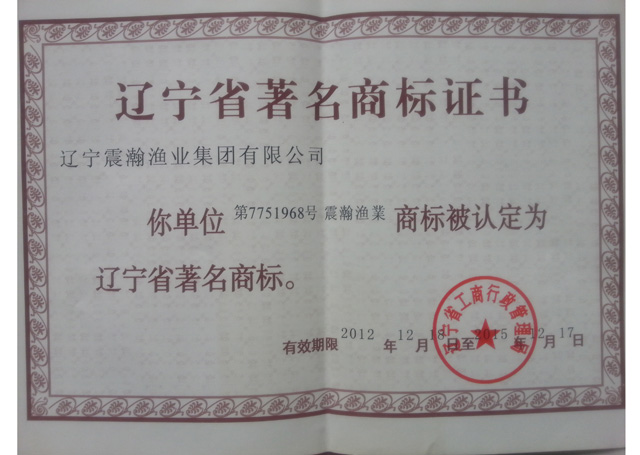 辽宁省著名商标证书
辽宁震瀚渔业集团有限公司
你单位 第7751968号 震瀚渔業 商标被认定为
辽宁省著名商标。
有效期限2012年12月18日至2015年12月17日
辽宁省工商行政管理局